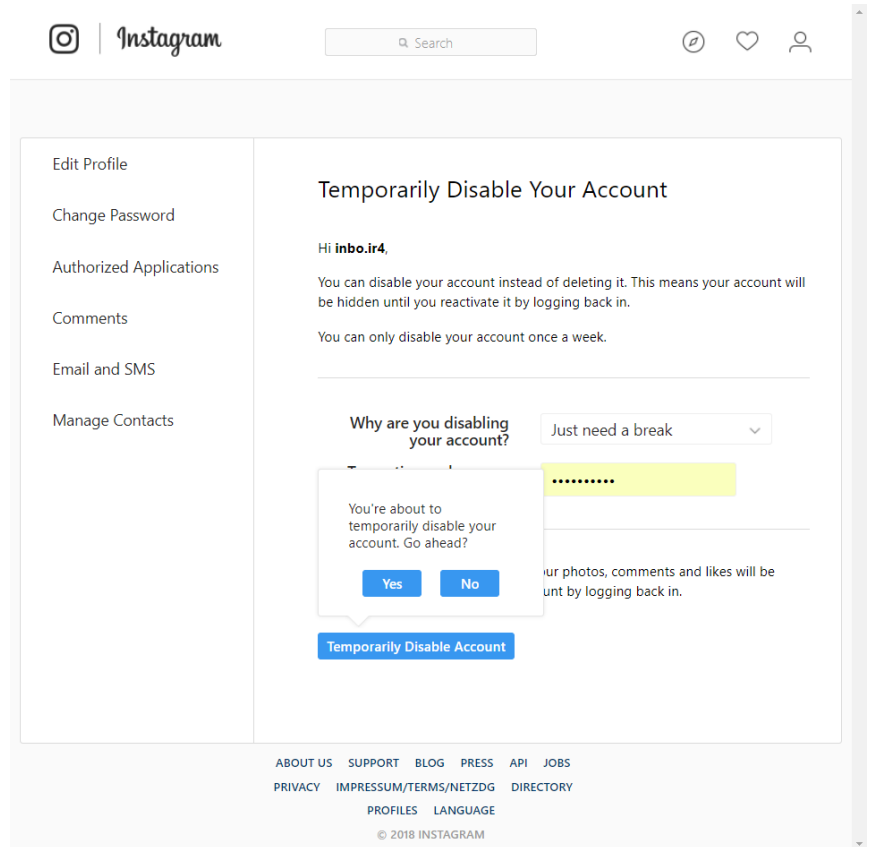 Instagram
Search
Edit Profile
Change Password
Authorized Applications
Comments
Email and SMS
Manage Contacts
Temporarily Disable Your Account
Hi inbo.ir4,
You can disable your account instead of deleting it. This means your account will
be hidden until you reactivate it by logging back in.
You can only disable your account once a week.
Why are you disabling
your account?
Just need a break
You're about to
temporarily disable your
account. Go ahead?
Yes No
photos, comments and likes will be
by logging back in.
Temporarily Disable Account
ABOUT US SUPPORT BLOG PRESS API JOBS
PRIVACY IMPRESSUM/TERMS/NETZDG DIRECTORY
PROFILES LANGUAGE
© 2018 INSTAGRAM